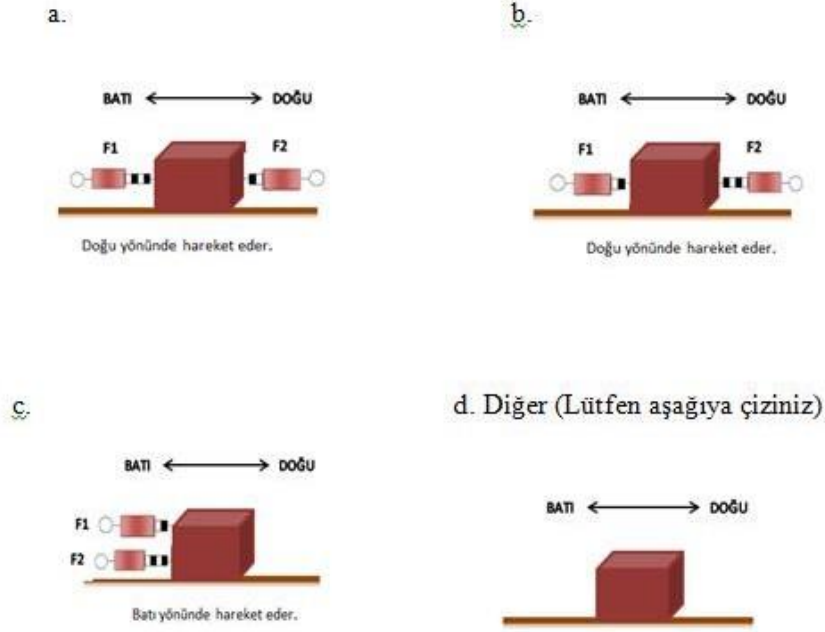 a.
BATI DOĞU
F1 F2
Doğu yönünde hareket eder.
b.
BATI DOĞU
F1 F2
Doğu yönünde hareket eder.
c.
BATI DOĞU
F1
F2
Batı yönünde hareket eder.
d. Diğer (Lütfen aşağıya çiziniz)
BATI DOĞU